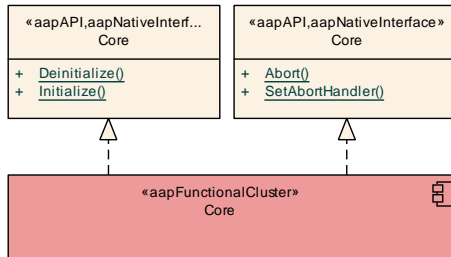 «aapAPI,aapNativeInterf...
Core
+ Deinitialize()
+ Initialize()
«aapAPI,aapNativeInterface»
Core
+ Abort()
+ SetAbortHandler()
«aapFunctionalCluster»
Core